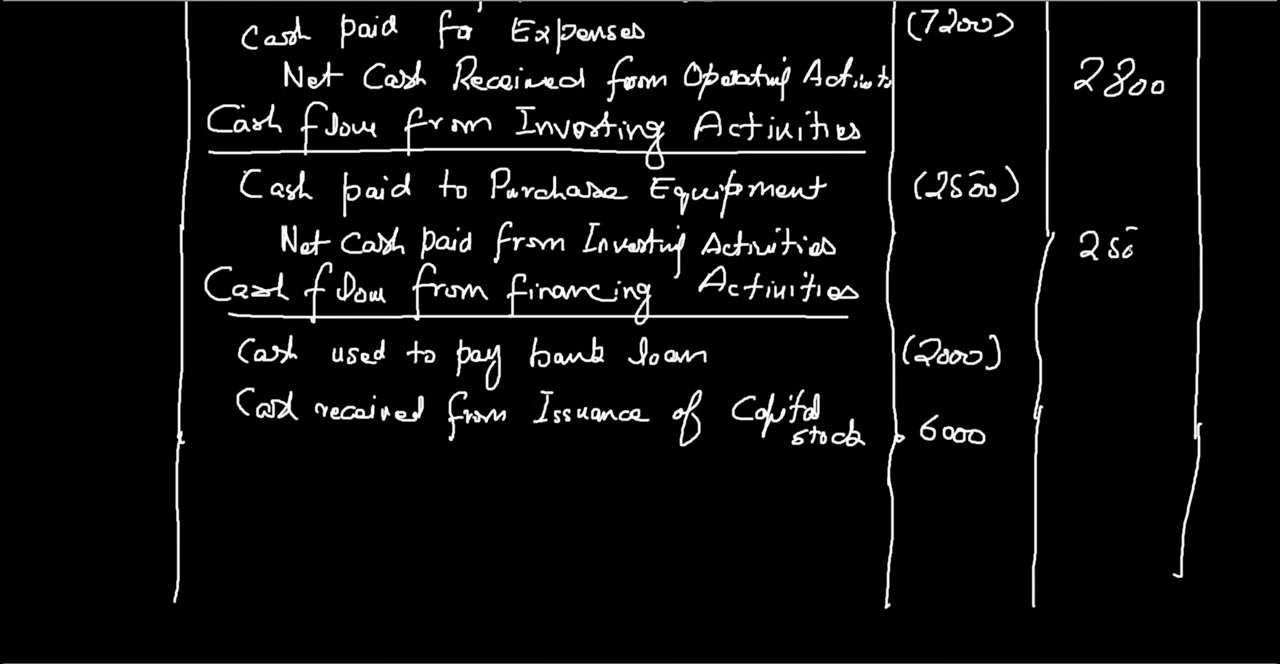 Cash paid for Expenses (7200)
Net Cash Received from Operating Activit 2800
Cash flow from Investing Activities
Cash paid to Purchase Equipment (2500)
Net Cash paid from Investing Activities 250
Cash flow from financing Activities
Cash used to pay bank loan (2000)
Cash received from Issuance of Capital
stock 6000